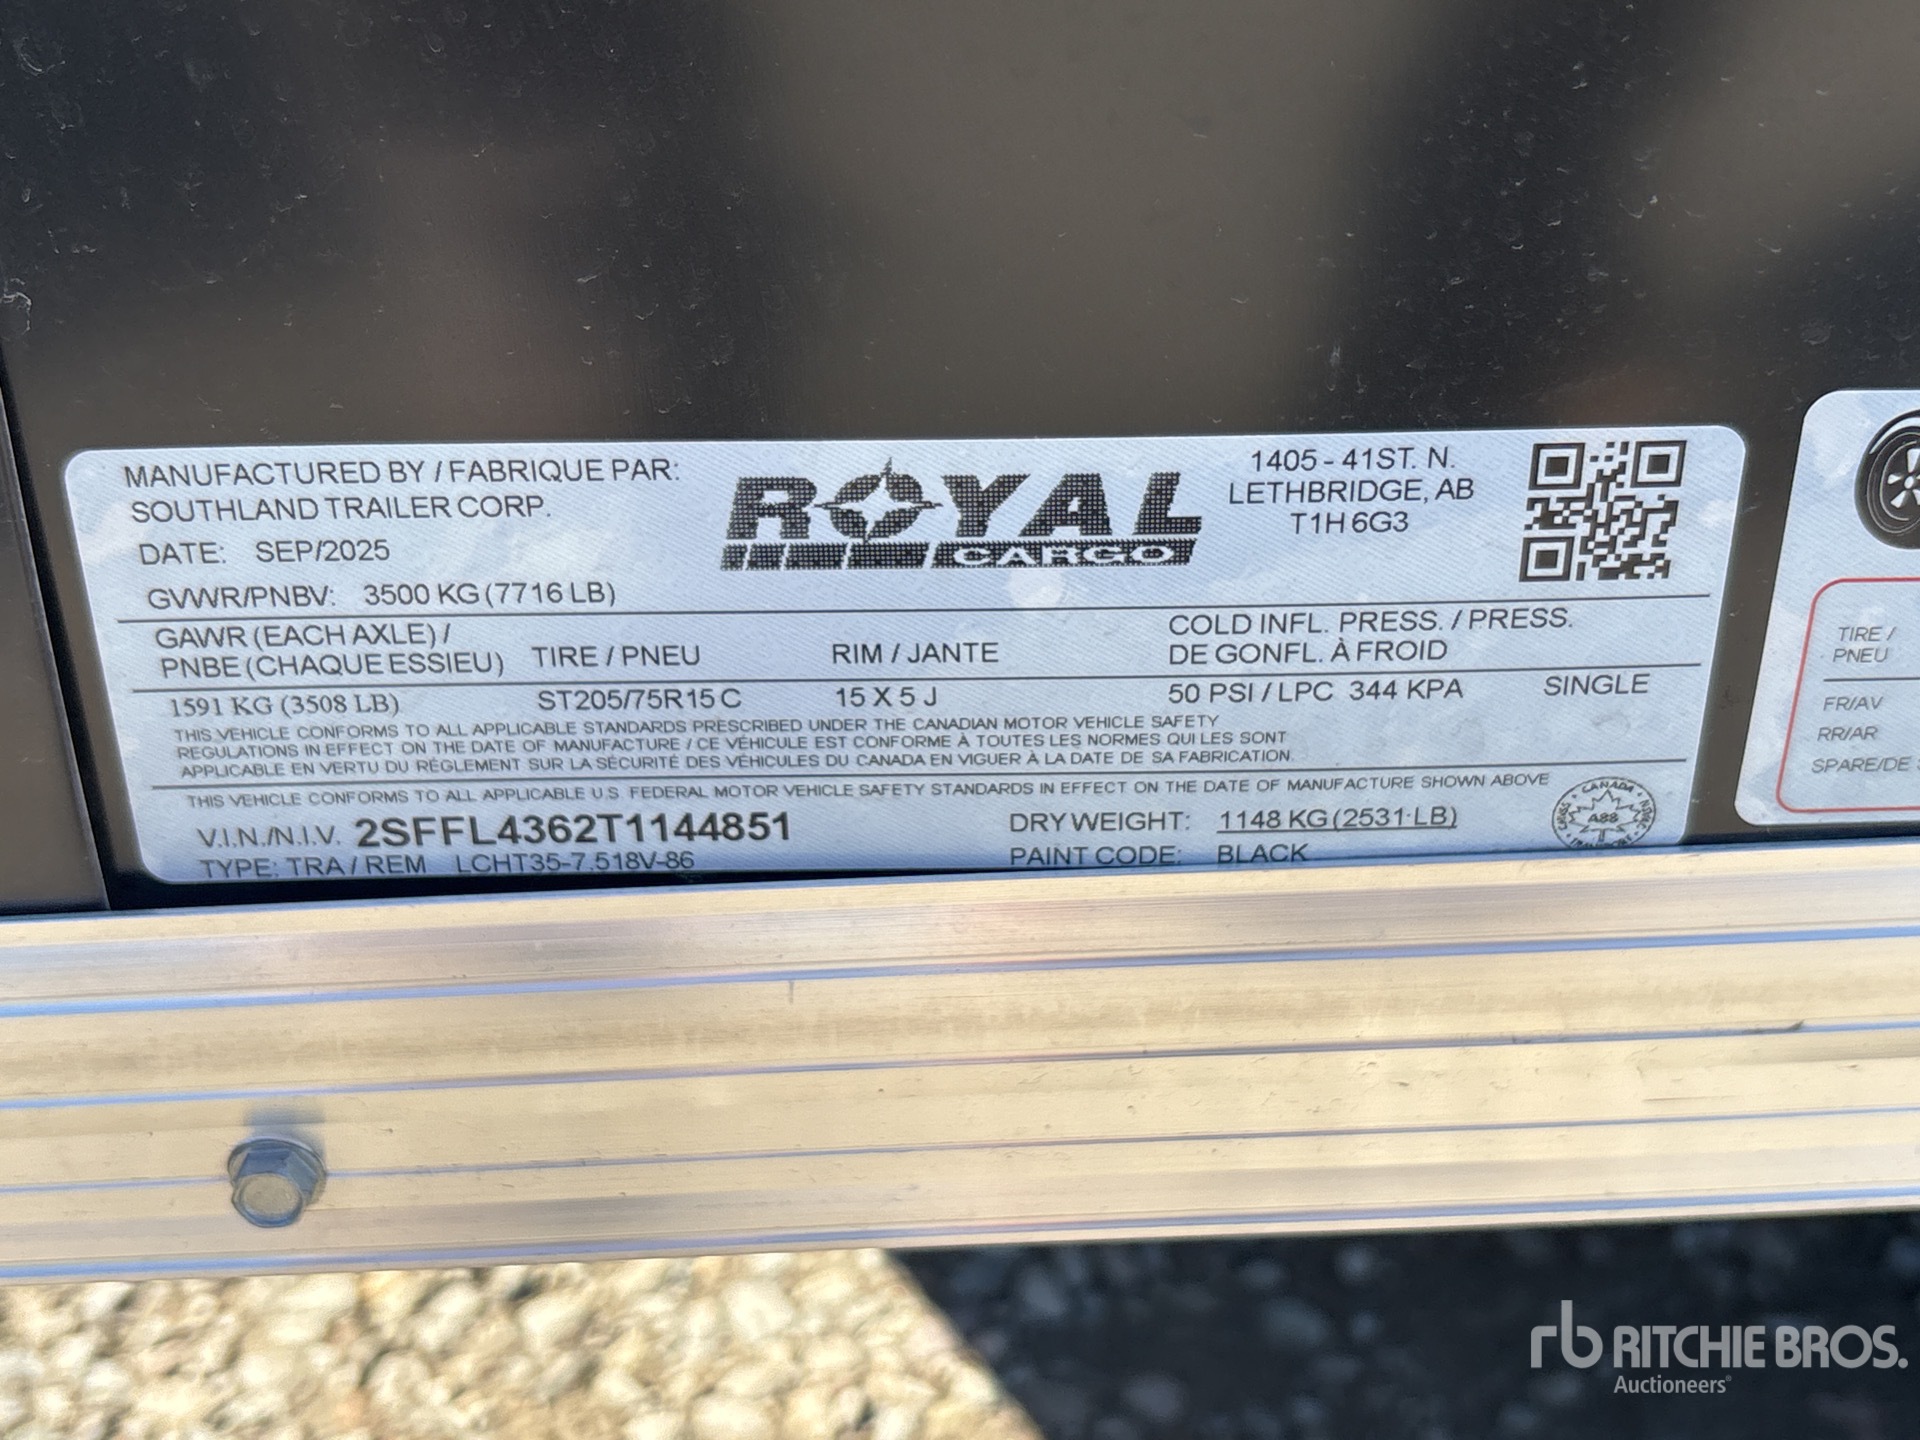 MANUFACTURED BY / FABRIQUE PAR:
SOUTHLAND TRAILER CORP.
DATE: SEP/2025
GVWR/PNBV: 3500 KG (7716 LB)
ROYAL
CARGO
1405 - 41ST. N.
LETHBRIDGE, AB
T1H 6G3
GAWR (EACH AXLE) /
PNBE (CHAQUE ESSIEU)
TIRE / PNEU
RIM / JANTE
COLD INFL. PRESS. / PRESS.
DE GONFL. À FROID
1591 KG (3508 LB)
ST205/75R15 C
15 X 5 J
50 PSI / LPC 344 KPA
SINGLE
THIS VEHICLE CONFORMS TO ALL APPLICABLE STANDARDS PRESCRIBED UNDER THE CANADIAN MOTOR VEHICLE SAFETY
REGULATIONS IN EFFECT ON THE DATE OF MANUFACTURE / CE VÉHICULE EST CONFORME À TOUTES LES NORMES QUI LES SONT
APPLICABLE EN VERTU DU RÈGLEMENT SUR LA SÉCURITÉ DES VÉHICULES DU CANADA EN VIGUER À LA DATE DE SA FABRICATION.
THIS VEHICLE CONFORMS TO ALL APPLICABLE U.S. FEDERAL MOTOR VEHICLE SAFETY STANDARDS IN EFFECT ON THE DATE OF MANUFACTURE SHOWN ABOVE
V.I.N./N.I.V. 2SFFL4362T1144851
TYPE: TRA / REM LCHT35-7.518V-86
DRY WEIGHT: 1148 KG (2531 LB)
PAINT CODE: BLACK
CANADA
A88
TIRE /
PNEU
FR/AV
RR/AR
SPARE/DE
rb RITCHIE BROS.
Auctioneers